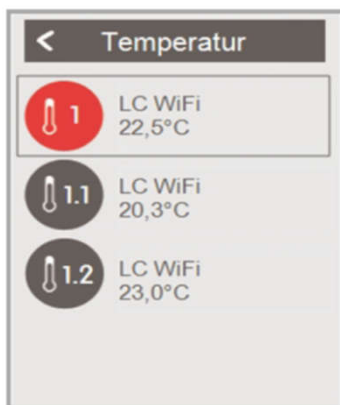 < Temperatur
1
LC WiFi
22,5°C
1.1
LC WiFi
20,3°C
1.2
LC WiFi
23,0°C